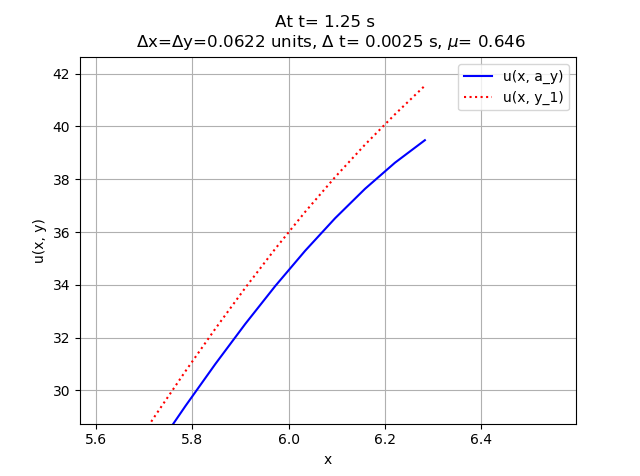 At t= 1.25 s
Δx=Δy=0.0622 units, Δ t= 0.0025 s, μ= 0.646
u(x, a_y)
u(x, y_1)
42
40
38
36
34
32
30
u(x, y)
5.6 5.8 6.0 6.2 6.4
x